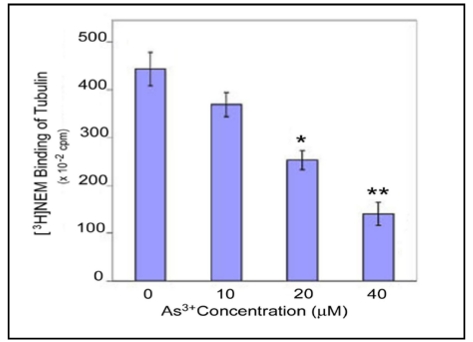 [³H]NEM Binding of Tubulin
(x 10⁻² cpm)
500
400
300
200
100
0
*
**
0 10 20 40
As³⁺Concentration (μM)